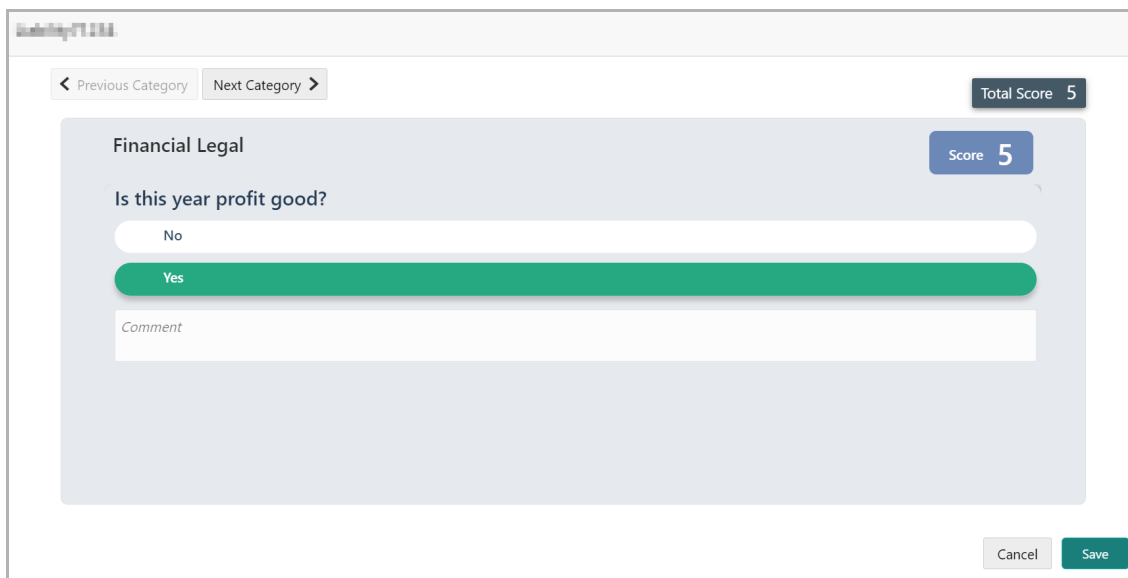 Previous Category Next Category
Total Score 5
Financial Legal
Score 5
Is this year profit good?
No
Yes
Comment
Cancel Save